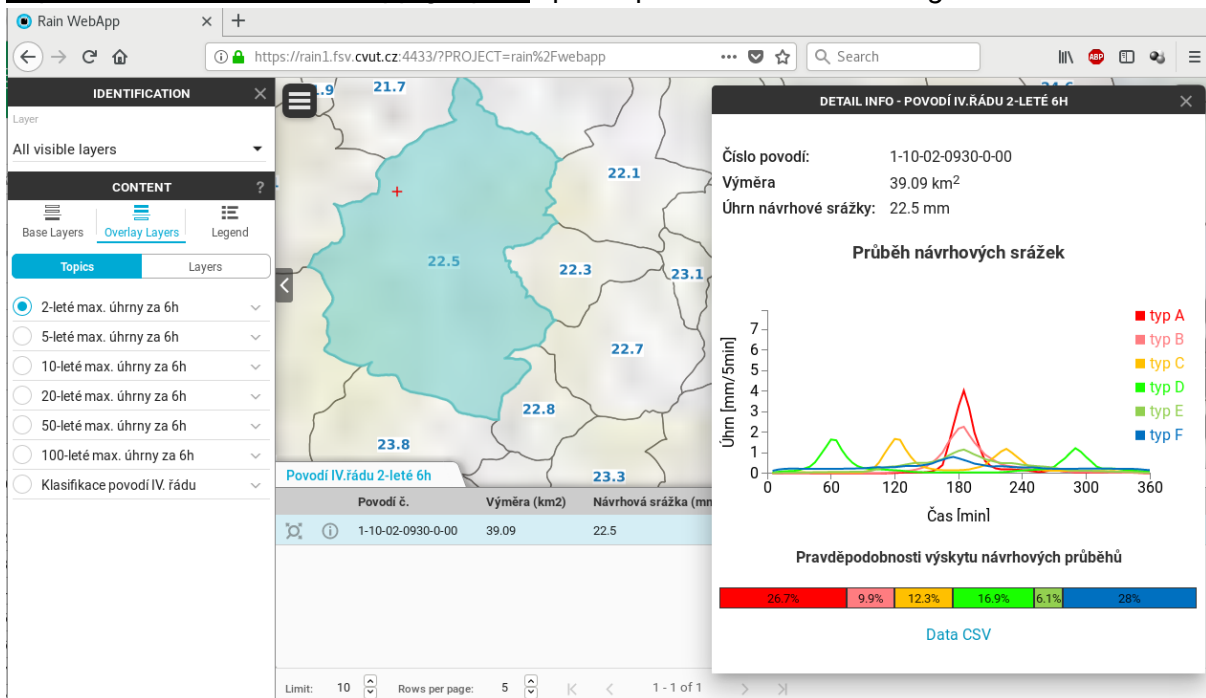 Rain WebApp
https://rain1.fsv.cvut.cz:4433/?PROJECT=rain%2Fwebapp
Search
ABP
IDENTIFICATION
Layer
All visible layers
CONTENT
?
Base Layers
Overlay Layers
Legend
Topics
Layers
2-leté max. úhrny za 6h
5-leté max. úhrny za 6h
10-leté max. úhrny za 6h
20-leté max. úhrny za 6h
50-leté max. úhrny za 6h
100-leté max. úhrny za 6h
Klasifikace povodí IV. řádu
21.7
22.1
22.5
22.3
23.1
22.7
22.8
23.8
23.3
Povodí IV.řádu 2-leté 6h
Povodí č. Výměra (km2) Návrhová srážka (mm
1-10-02-0930-0-00 39.09 22.5
Limit: 10 Rows per page: 5 1 - 1 of 1
DETAIL INFO - POVODÍ IV.ŘÁDU 2-LETÉ 6H
Číslo povodí: 1-10-02-0930-0-00
Výměra 39.09 km2
Úhrn návrhové srážky: 22.5 mm
Průběh návrhových srážek
Úhrn [mm/5min]
7
6
5
4
3
2
1
0
0 60 120 180 240 300 360
Čas [min]
typ A
typ B
typ C
typ D
typ E
typ F
Pravděpodobnosti výskytu návrhových průběhů
26.7% 9.9% 12.3% 16.9% 6.1% 28%
Data CSV